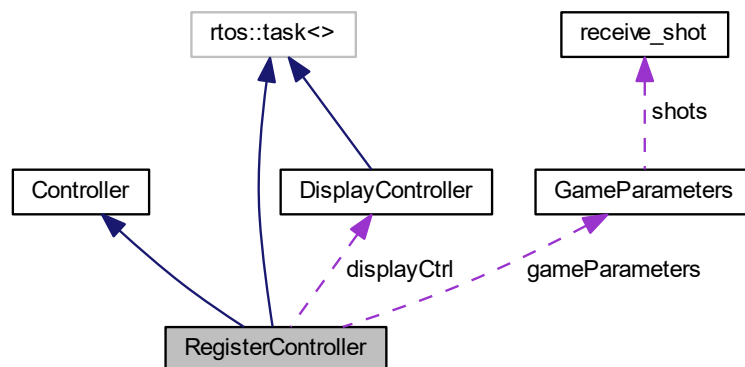 rtos::task<>
receive_shot
shots
Controller
DisplayController
GameParameters
displayCtrl
gameParameters
RegisterController